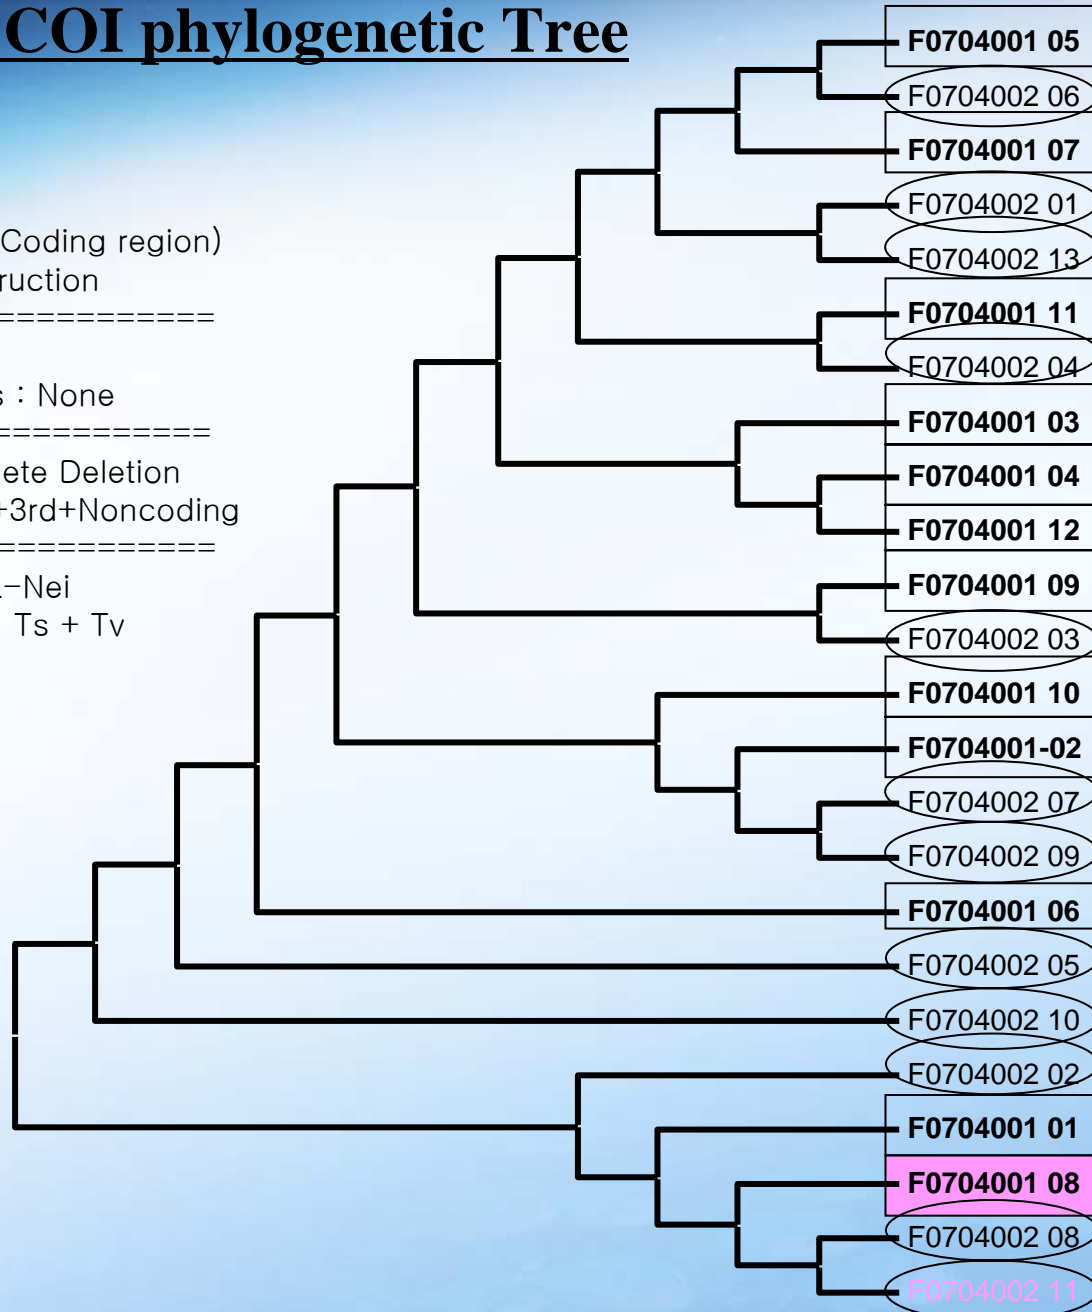 COI phylogenetic Tree
Coding region)
ruction
===========
s : None
===========
ete Deletion
+3rd+Noncoding
===========
-Nei
Ts + Tv
F0704001 05
F0704002 06
F0704001 07
F0704002 01
F0704002 13
F0704001 11
F0704002 04
F0704001 03
F0704001 04
F0704001 12
F0704001 09
F0704002 03
F0704001 10
F0704001-02
F0704002 07
F0704002 09
F0704001 06
F0704002 05
F0704002 10
F0704002 02
F0704001 01
F0704001 08
F0704002 08
F0704002 11